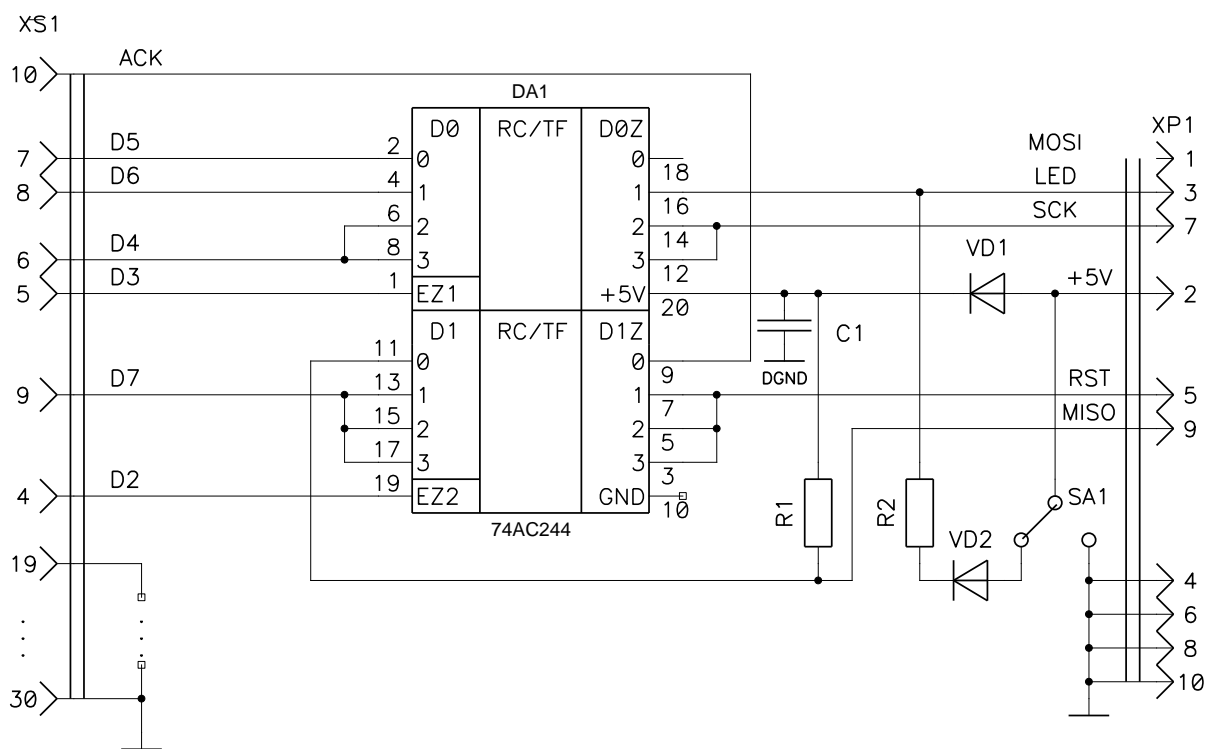 XS1
10 ACK
DA1
D0 RC/TF D0Z
XP1
7 D5 2 0 0 18 MOSI 1
8 D6 4 1 1 16 LED 3
6 2 2 14 SCK 7
6 D4 8 3 3 12
VD1
5 D3 1 EZ1 +5V 20 +5V 2
D1 RC/TF D1Z
C1
11 0 0 9
DGND
9 D7 13 1 1 7 RST 5
15 2 2 5 MISO 9
17 3 3 3
4 D2 19 EZ2 GND 10
SA1
R1 R2
74AC244
VD2
19
4
6
8
10
30